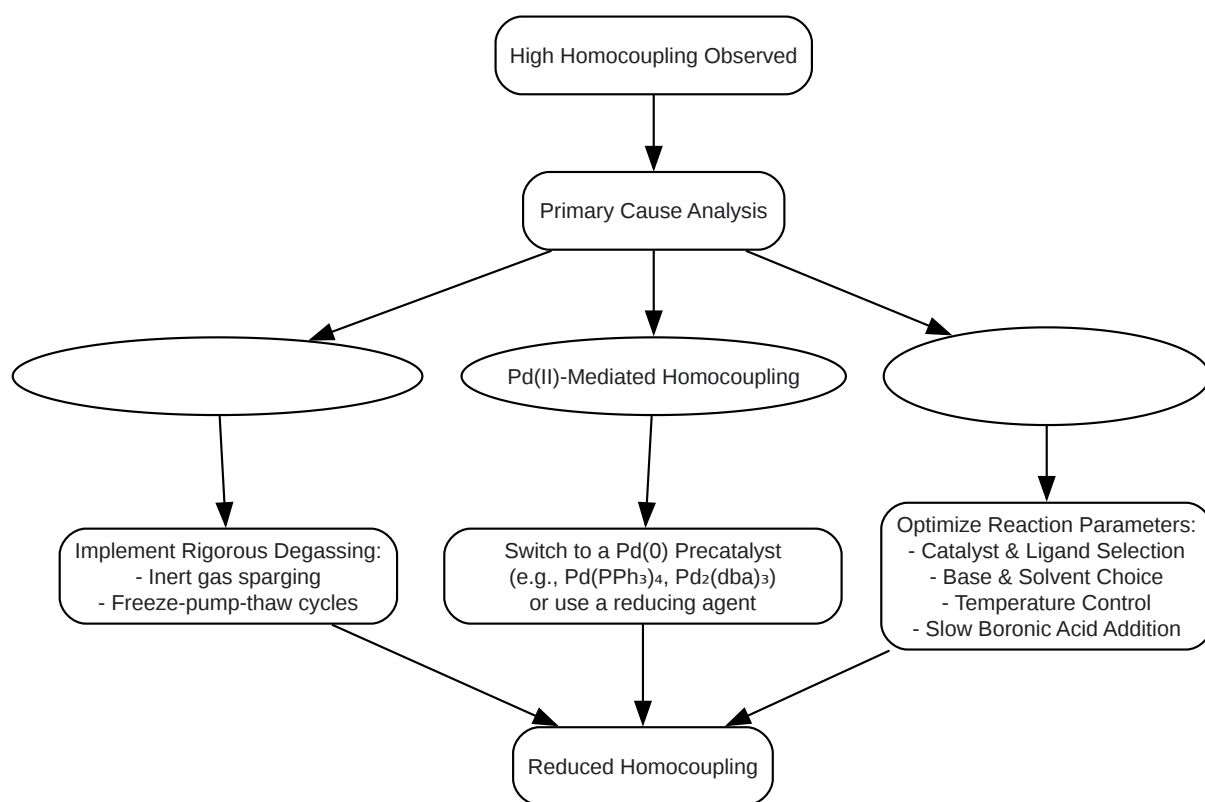 High Homocoupling Observed
Primary Cause Analysis
Pd(II)-Mediated Homocoupling
Implement Rigorous Degassing:
- Inert gas sparging
- Freeze-pump-thaw cycles
Switch to a Pd(0) Precatalyst
(e.g., Pd(PPh₃)₄, Pd₂(dba)₃)
or use a reducing agent
Optimize Reaction Parameters:
- Catalyst & Ligand Selection
- Base & Solvent Choice
- Temperature Control
- Slow Boronic Acid Addition
Reduced Homocoupling